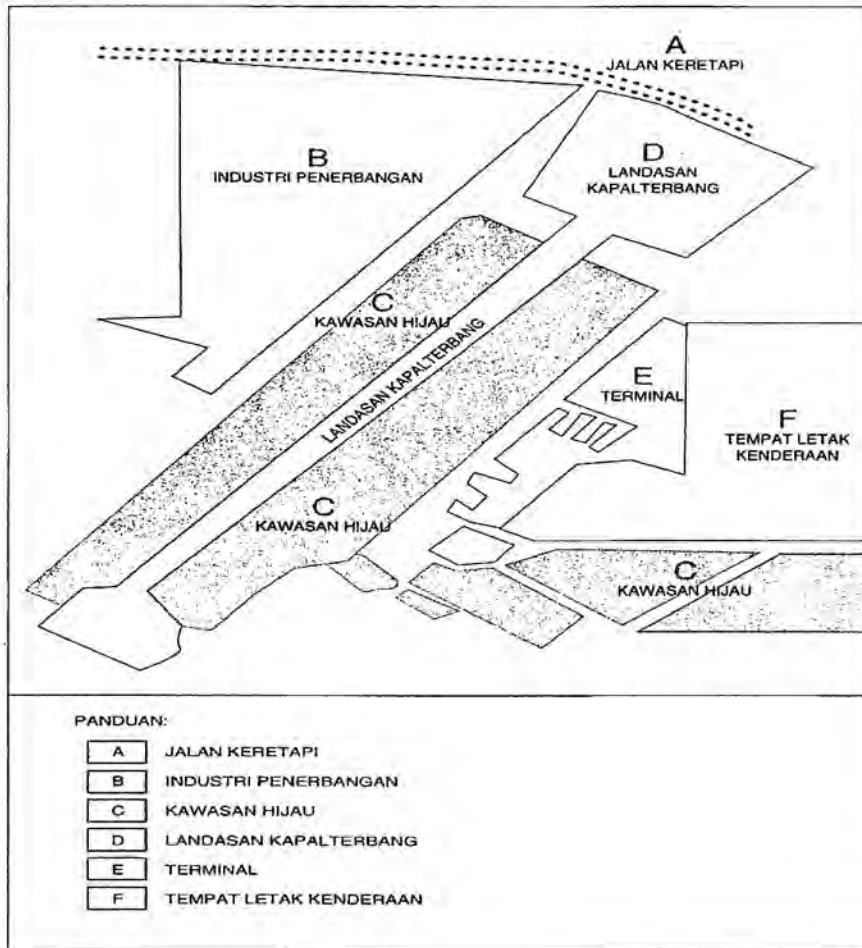 A
JALAN KERETAPI
B
INDUSTRI PENERBANGAN
D
LANDASAN
KAPALTERBANG
C
KAWASAN HIJAU
LANDASAN KAPALTERBANG
E
TERMINAL
F
TEMPAT LETAK
KENDERAAN
C
KAWASAN HIJAU
C
KAWASAN HIJAU
PANDUAN:
A JALAN KERETAPI
B INDUSTRI PENERBANGAN
C KAWASAN HIJAU
D LANDASAN KAPALTERBANG
E TERMINAL
F TEMPAT LETAK KENDERAAN